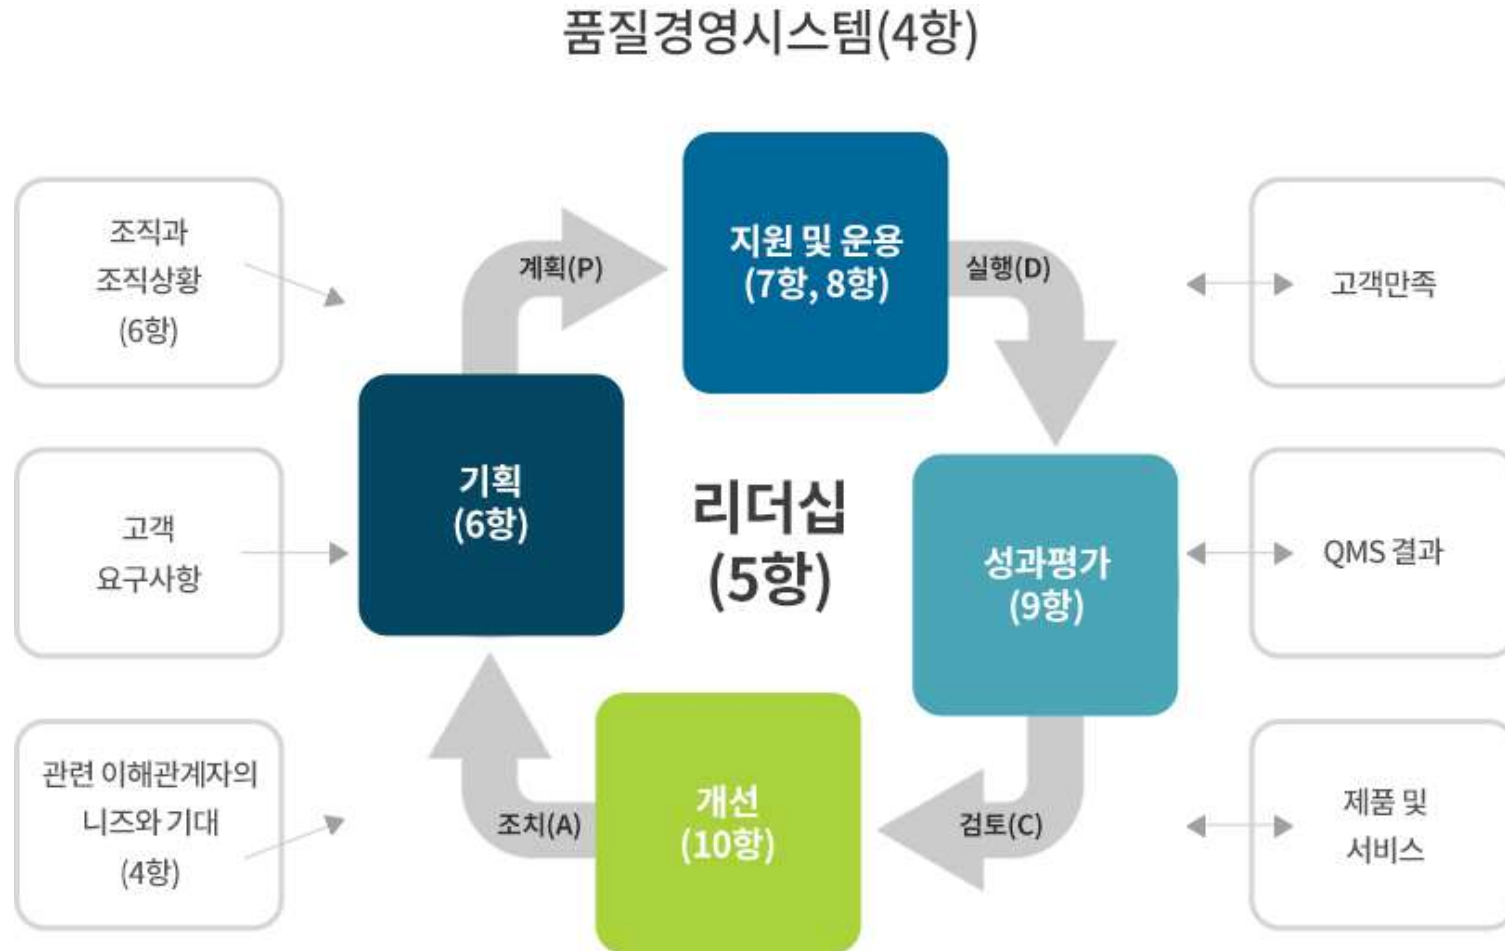 품질경영시스템(4항)
조직과
조직상황
(6항)
고객
요구사항
관련 이해관계자의
니즈와 기대
(4항)
계획(P)
지원 및 운용
(7항, 8항)
실행(D)
기획
(6항)
리더십
(5항)
성과평가
(9항)
조치(A)
개선
(10항)
검토(C)
고객만족
QMS 결과
제품 및
서비스